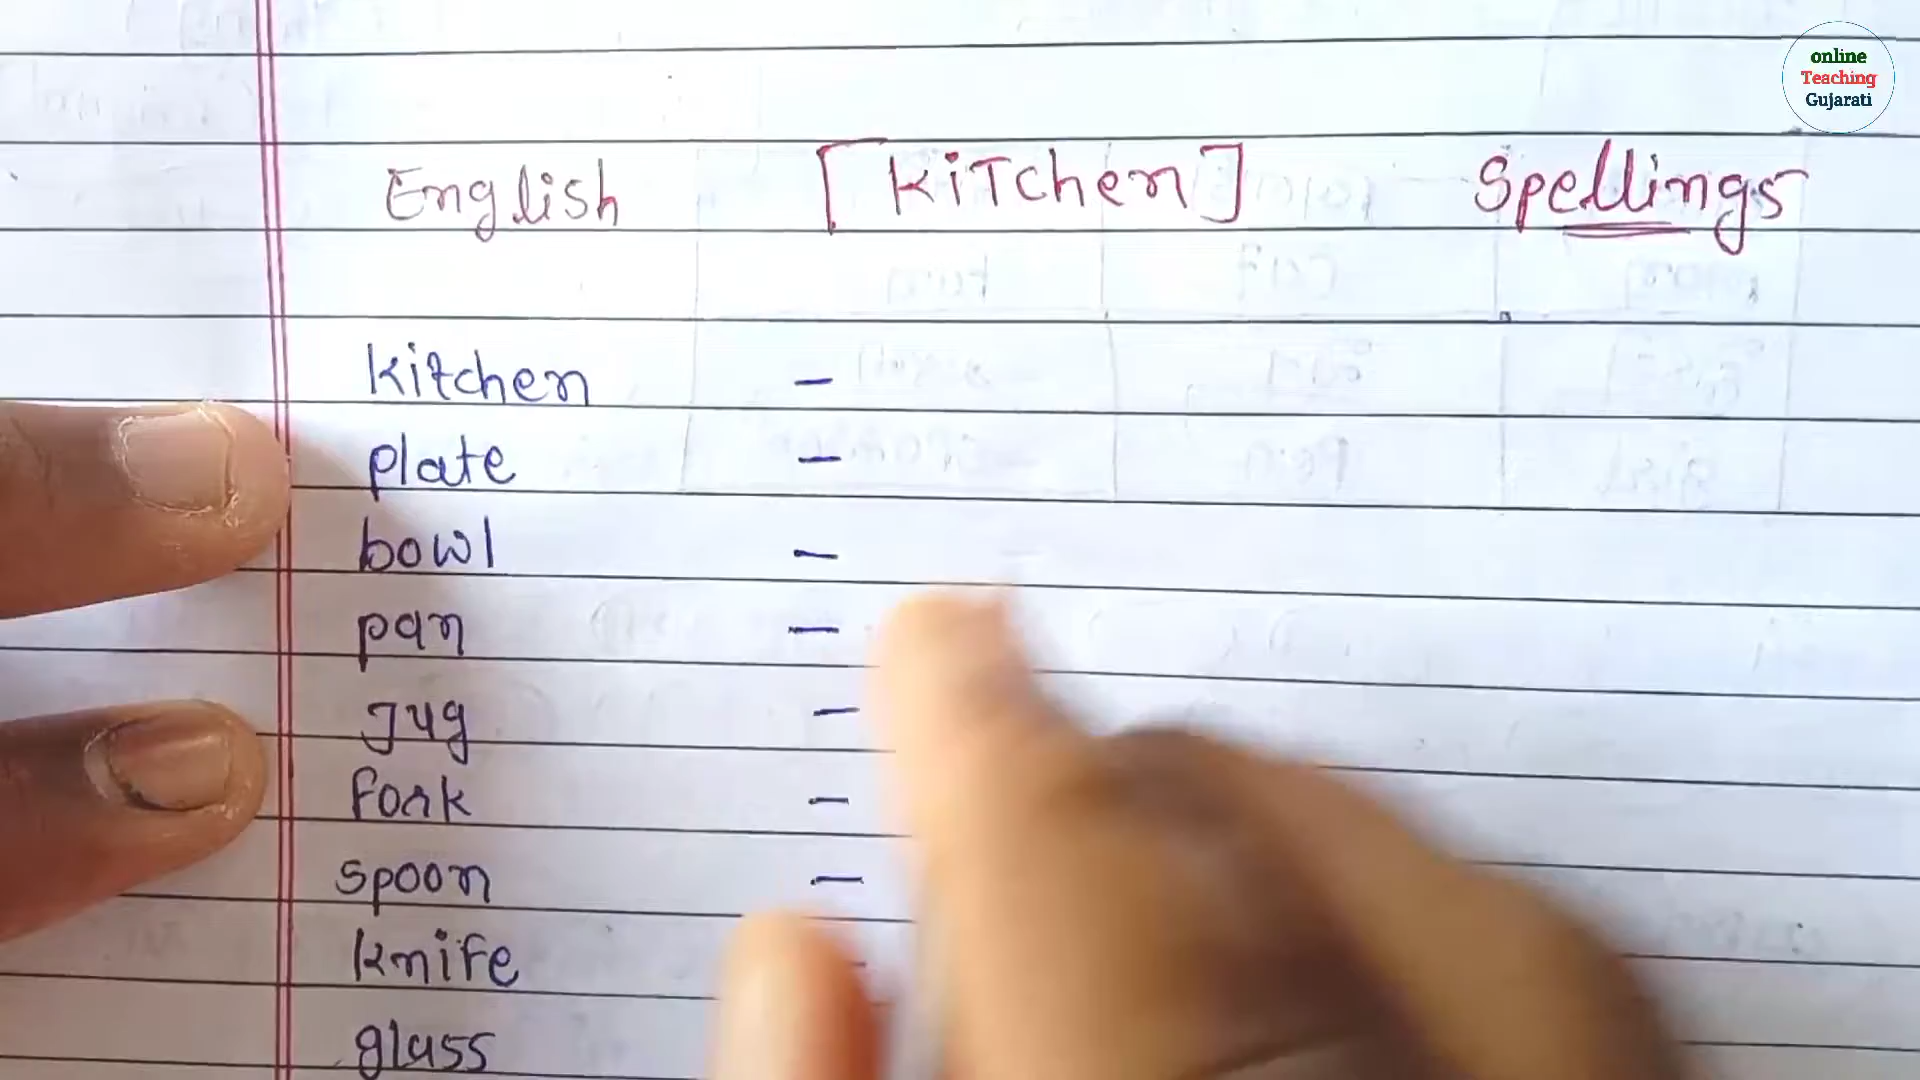 online
Teaching
Gujarati
English [KiTchen] Spellings
Kitchen -
plate -
bowl -
pan -
Jug -
Fork -
spoon -
knife -
glass